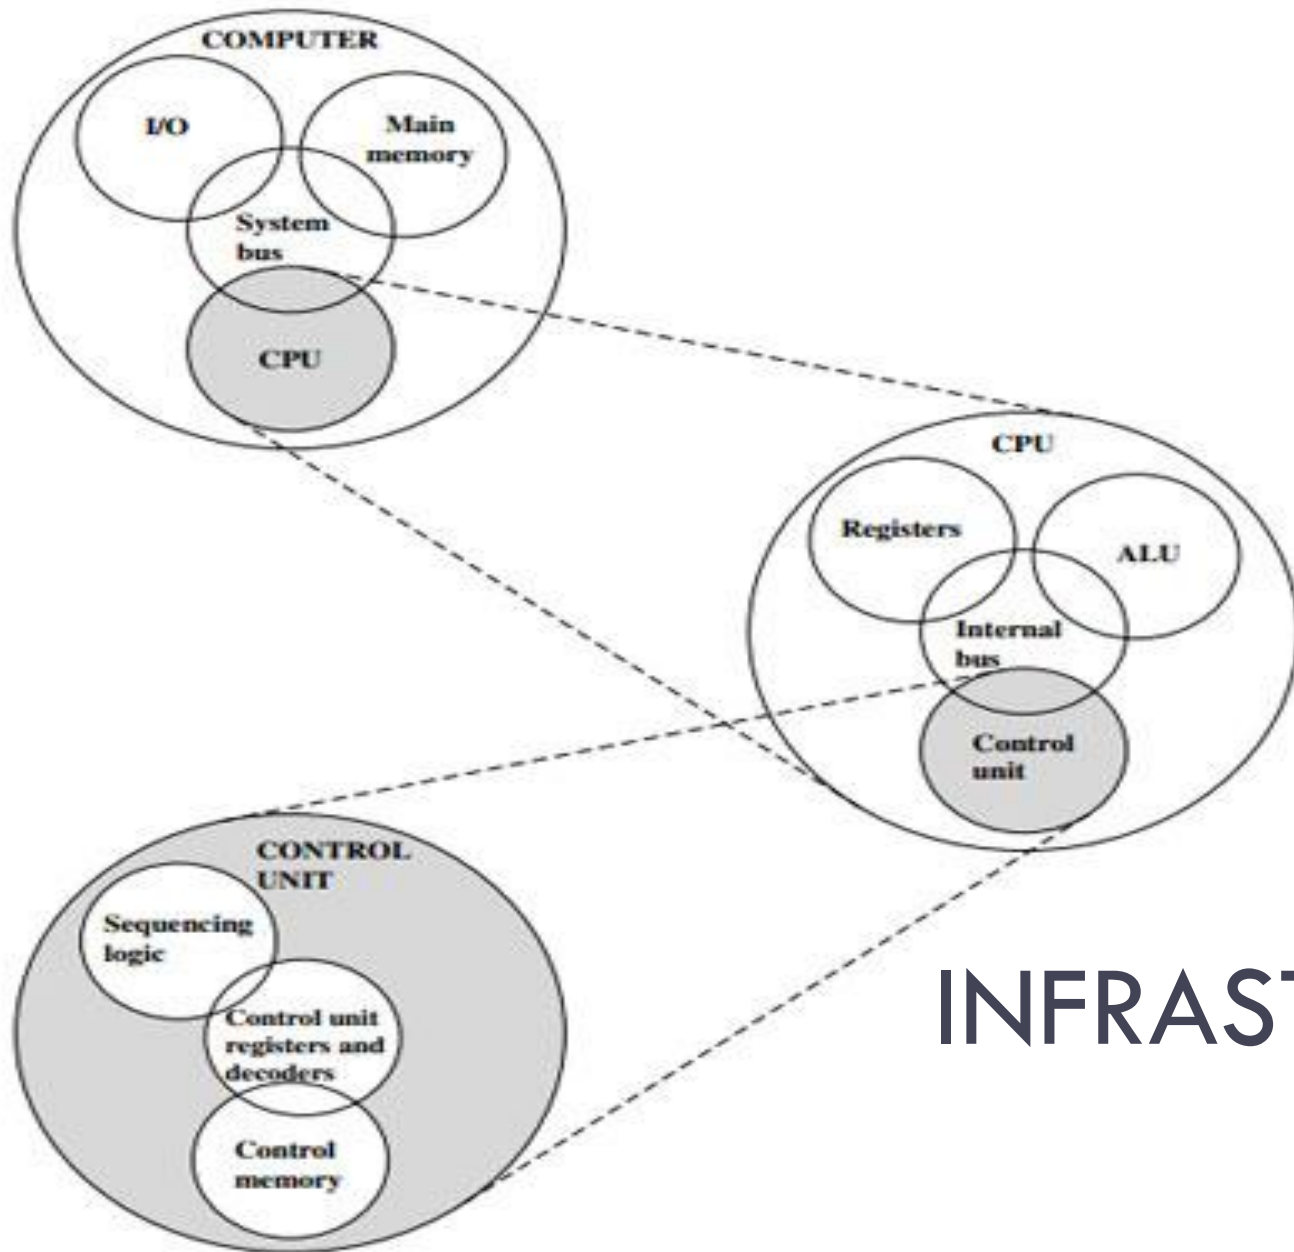 COMPUTER
I/O
Main
memory
System
bus
CPU
CPU
Registers
ALU
Internal
bus
Control
unit
CONTROL
UNIT
Sequencing
logic
Control unit
registers and
decoders
Control
memory